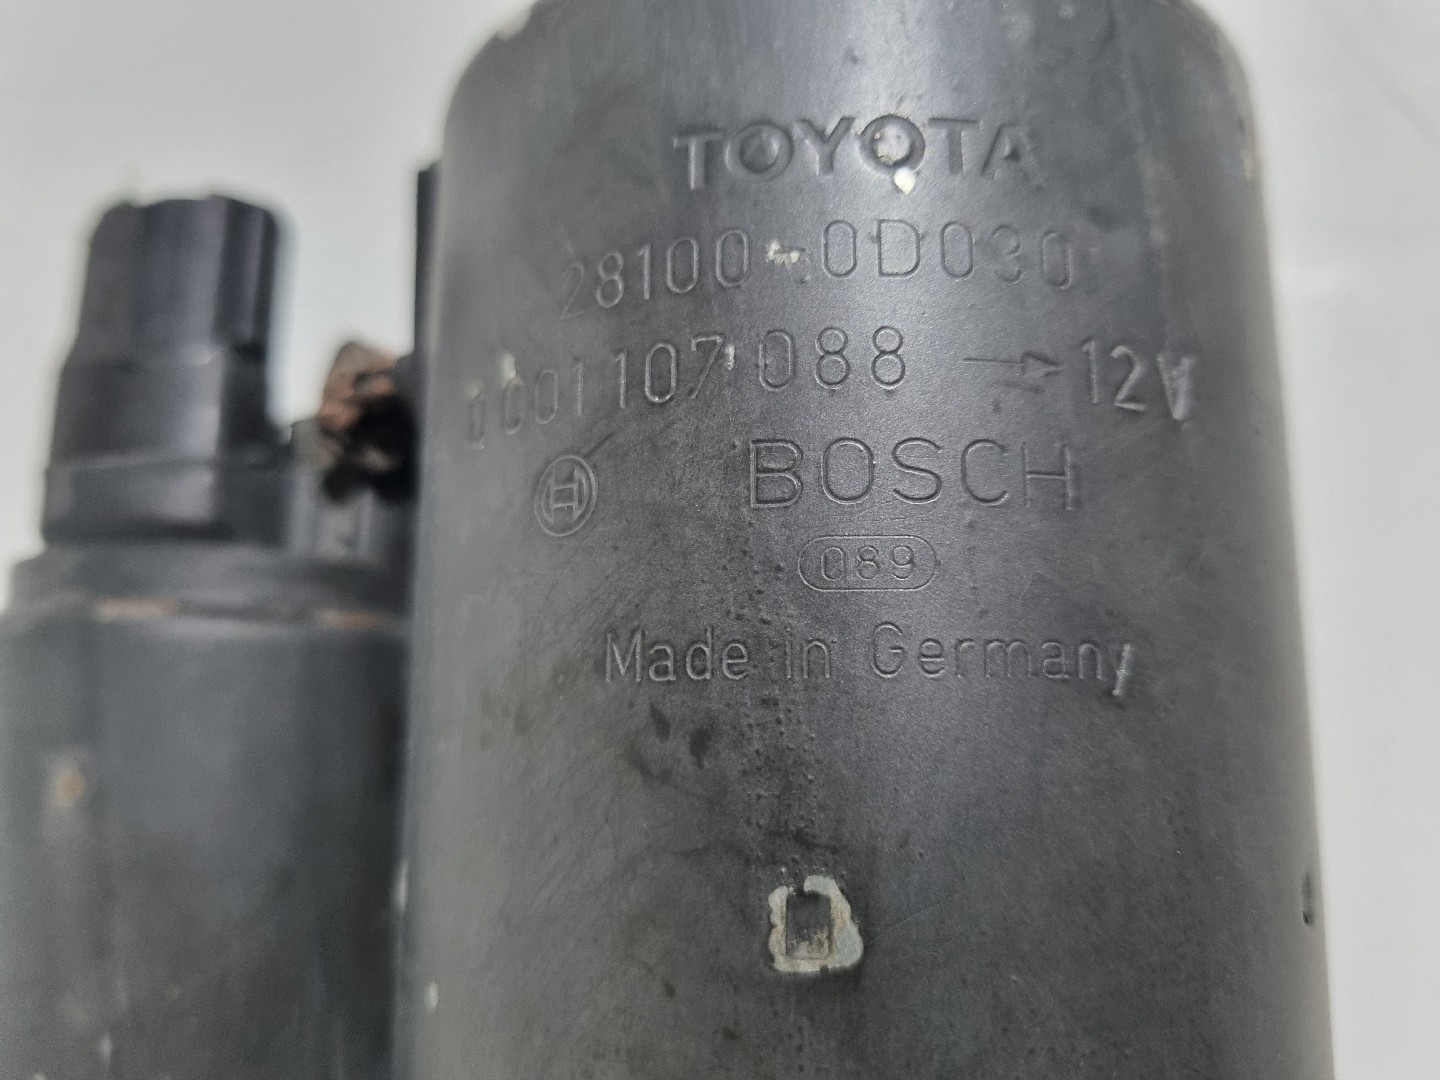 TOYOTA
28100-0D030
0001107088 → 12V
BOSCH
089
Made in Germany